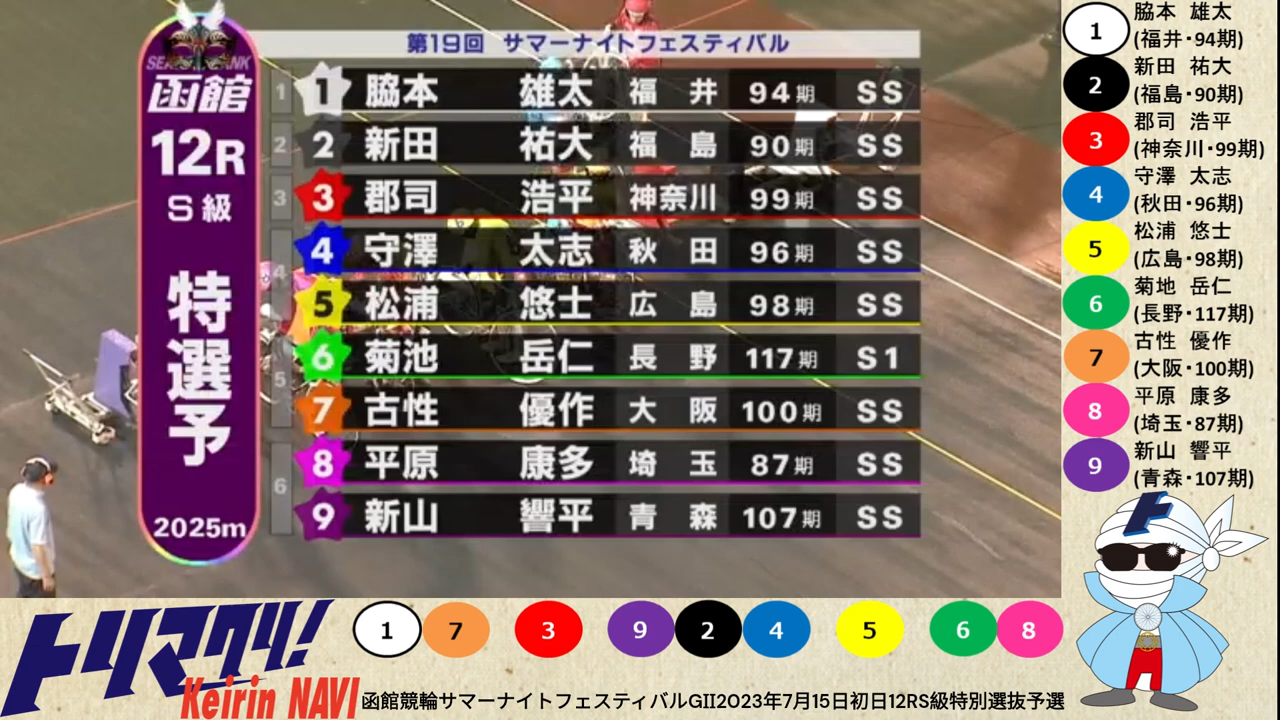 第19回 サマーナイトフェスティバル
函館
12R
S級
特選予
2025m
1 1 脇本 雄太 福井 94期 SS
2 2 新田 祐大 福島 90期 SS
3 3 郡司 浩平 神奈川 99期 SS
4 守澤 太志 秋田 96期 SS
4
5 松浦 悠士 広島 98期 SS
6 菊池 岳仁 長野 117期 S1
5
7 古性 優作 大阪 100期 SS
8 平原 康多 埼玉 87期 SS
6
9 新山 響平 青森 107期 SS
1 脇本 雄太
(福井・94期)
2 新田 祐大
(福島・90期)
3 郡司 浩平
(神奈川・99期)
4 守澤 太志
(秋田・96期)
5 松浦 悠士
(広島・98期)
6 菊地 岳仁
(長野・117期)
7 古性 優作
(大阪・100期)
8 平原 康多
(埼玉・87期)
9 新山 響平
(青森・107期)
トリマクリ!
Keirin NAVI
1 7 3 9 2 4 5 6 8
函館競輪サマーナイトフェスティバルGII2023年7月15日初日12RS級特別選抜予選